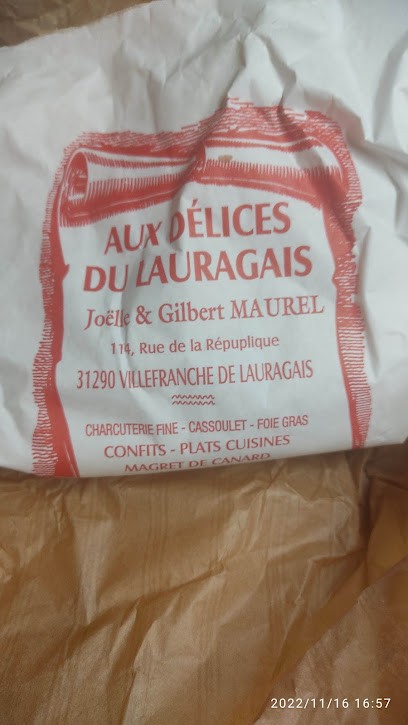 AUX DÉLICES
DU LAURAGAIS
Joëlle & Gilbert MAUREL
114, Rue de la Répuplique
31290 VILLEFRANCHE DE LAURAGAIS
CHARCUTERIE FINE - CASSOULET - FOIE GRAS
CONFITS - PLATS CUISINES
MAGRET DE CANARD
2022/11/16 16:57